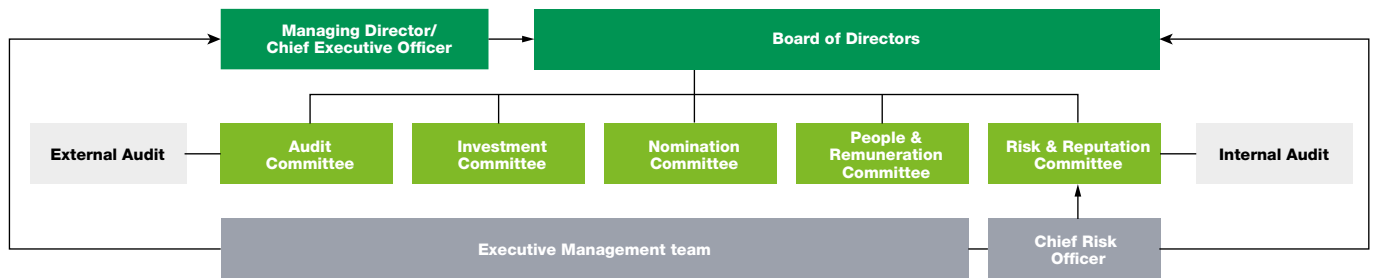 Managing Director/
Chief Executive Officer
Board of Directors
External Audit
Audit
Committee
Investment
Committee
Nomination
Committee
People &
Remuneration
Committee
Risk & Reputation
Committee
Internal Audit
Executive Management team
Chief Risk
Officer